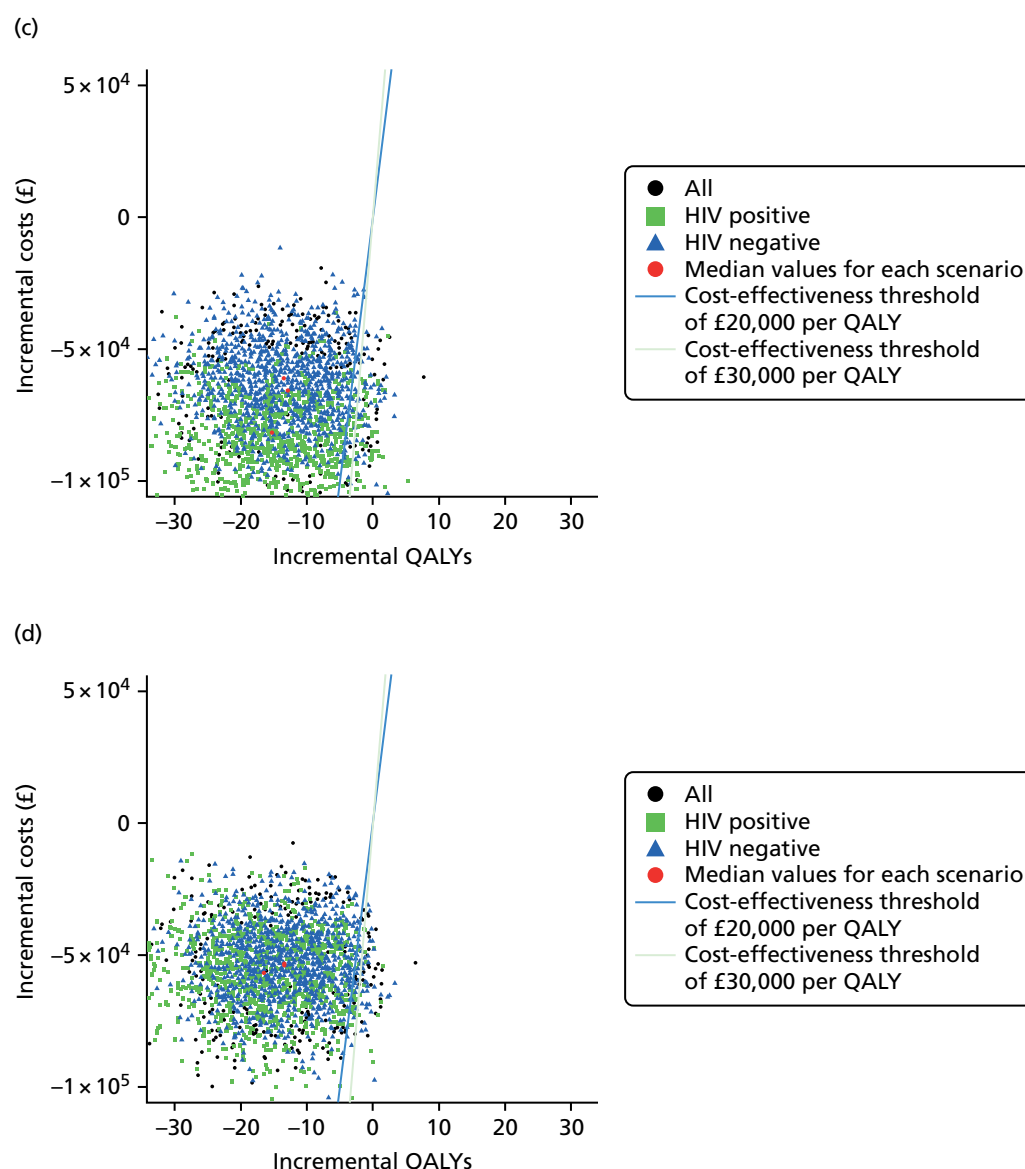 (c)
5 × 10⁴
0
−5 × 10⁴
−1 × 10⁵
Incremental costs (£)
−30 −20 −10 0 10 20 30
Incremental QALYs
All
HIV positive
HIV negative
Median values for each scenario
Cost-effectiveness threshold
of £20,000 per QALY
Cost-effectiveness threshold
of £30,000 per QALY
(d)
5 × 10⁴
0
−5 × 10⁴
−1 × 10⁵
Incremental costs (£)
−30 −20 −10 0 10 20 30
Incremental QALYs
All
HIV positive
HIV negative
Median values for each scenario
Cost-effectiveness threshold
of £20,000 per QALY
Cost-effectiveness threshold
of £30,000 per QALY